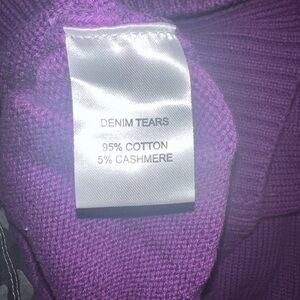 DENIM TEARS
95% COTTON
5% CASHMERE